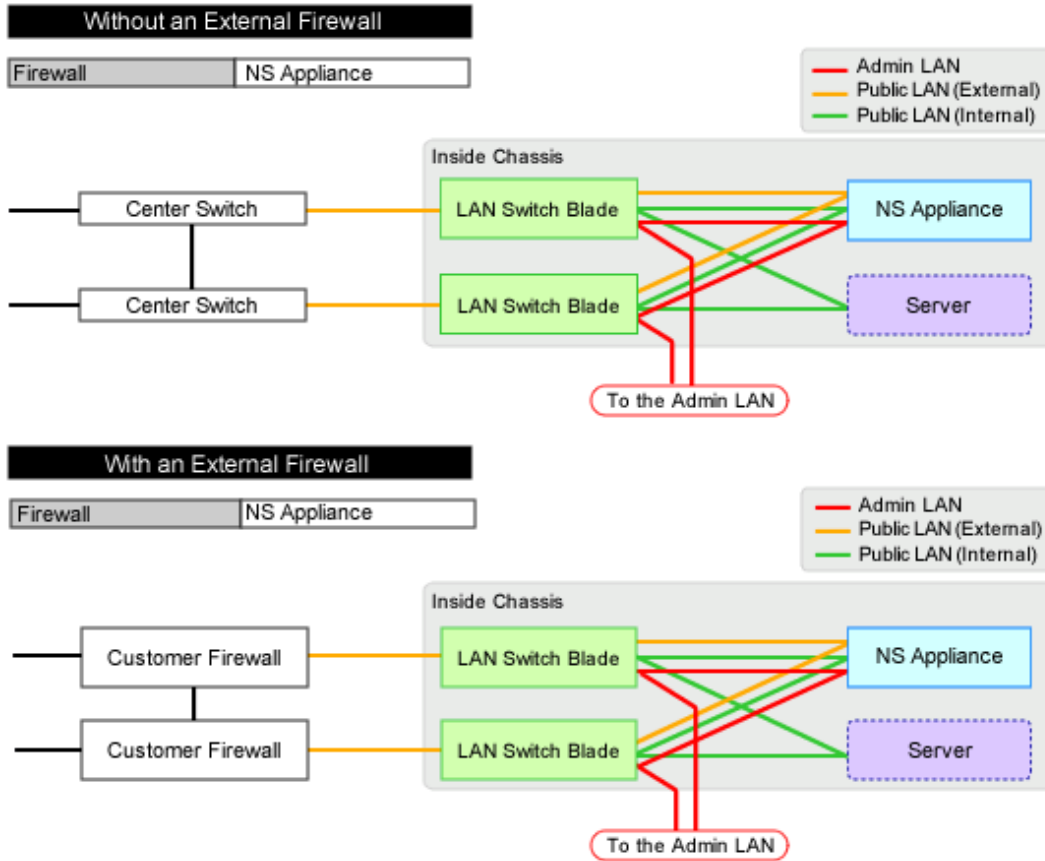 Without an External Firewall
Firewall NS Appliance
Admin LAN
Public LAN (External)
Public LAN (Internal)
Inside Chassis
Center Switch LAN Switch Blade NS Appliance
Center Switch LAN Switch Blade Server
To the Admin LAN
With an External Firewall
Firewall NS Appliance
Admin LAN
Public LAN (External)
Public LAN (Internal)
Inside Chassis
Customer Firewall LAN Switch Blade NS Appliance
Customer Firewall LAN Switch Blade Server
To the Admin LAN